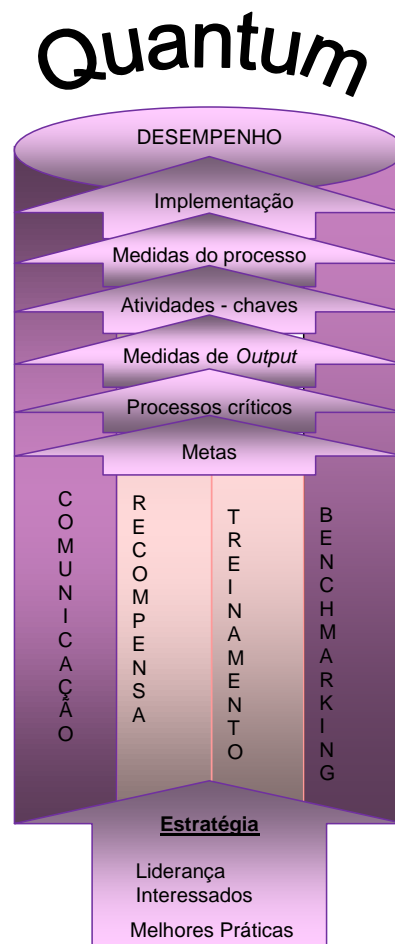 Quantum
DESEMPENHO
Implementação
Medidas do processo
Atividades - chaves
Medidas de Output
Processos críticos
Metas
COMUNICAÇÃO
RECOMPENSA
TREINAMENTO
BENCHMARKING
Estratégia
Liderança
Interessados
Melhores Práticas